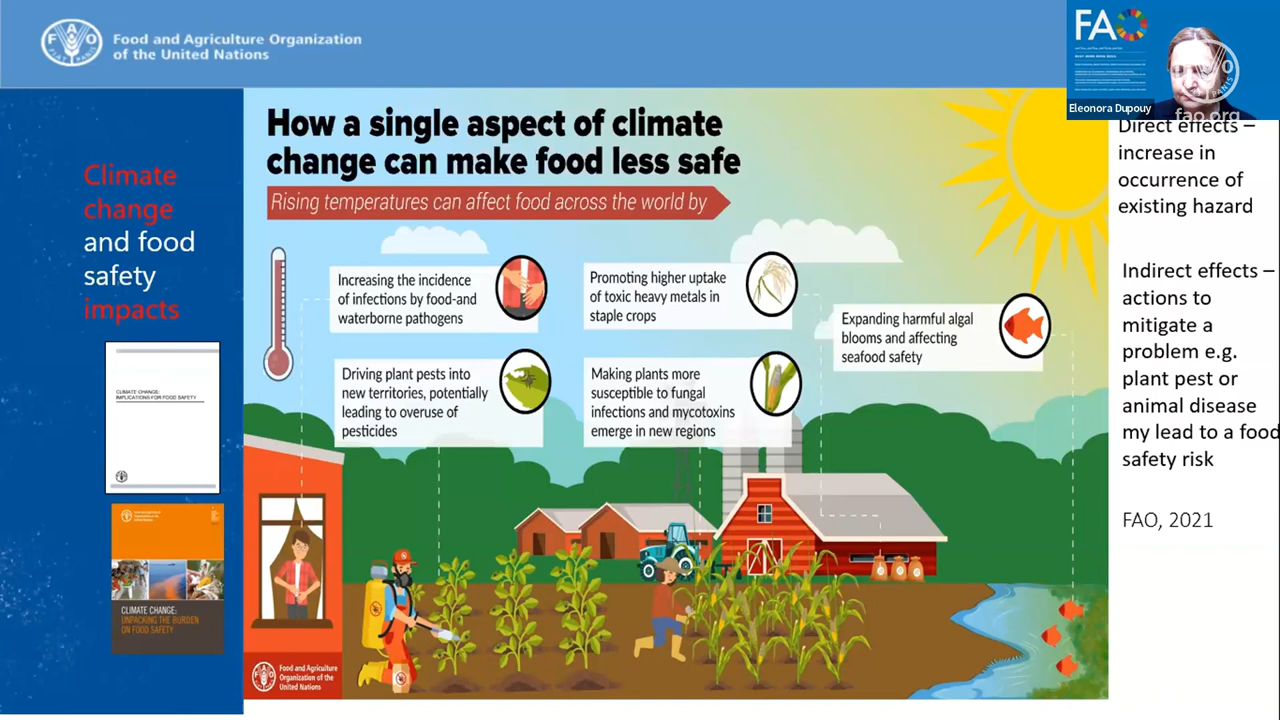 FAO
FIAT PANIS
Food and Agriculture Organization
of the United Nations
FAO
Eleonora Dupouy
fao.org
Climate
change
and food
safety
impacts
CLIMATE CHANGE:
IMPLICATIONS FOR FOOD SAFETY
CLIMATE CHANGE:
UNPACKING THE BURDEN
ON FOOD SAFETY
How a single aspect of climate
change can make food less safe
Rising temperatures can affect food across the world by
Increasing the incidence
of infections by food-and
waterborne pathogens
Promoting higher uptake
of toxic heavy metals in
staple crops
Expanding harmful algal
blooms and affecting
seafood safety
Driving plant pests into
new territories, potentially
leading to overuse of
pesticides
Making plants more
susceptible to fungal
infections and mycotoxins
emerge in new regions
Food and Agriculture
Organization of the
United Nations
Direct effects –
increase in
occurrence of
existing hazard
Indirect effects –
actions to
mitigate a
problem e.g.
plant pest or
animal disease
my lead to a food
safety risk
FAO, 2021